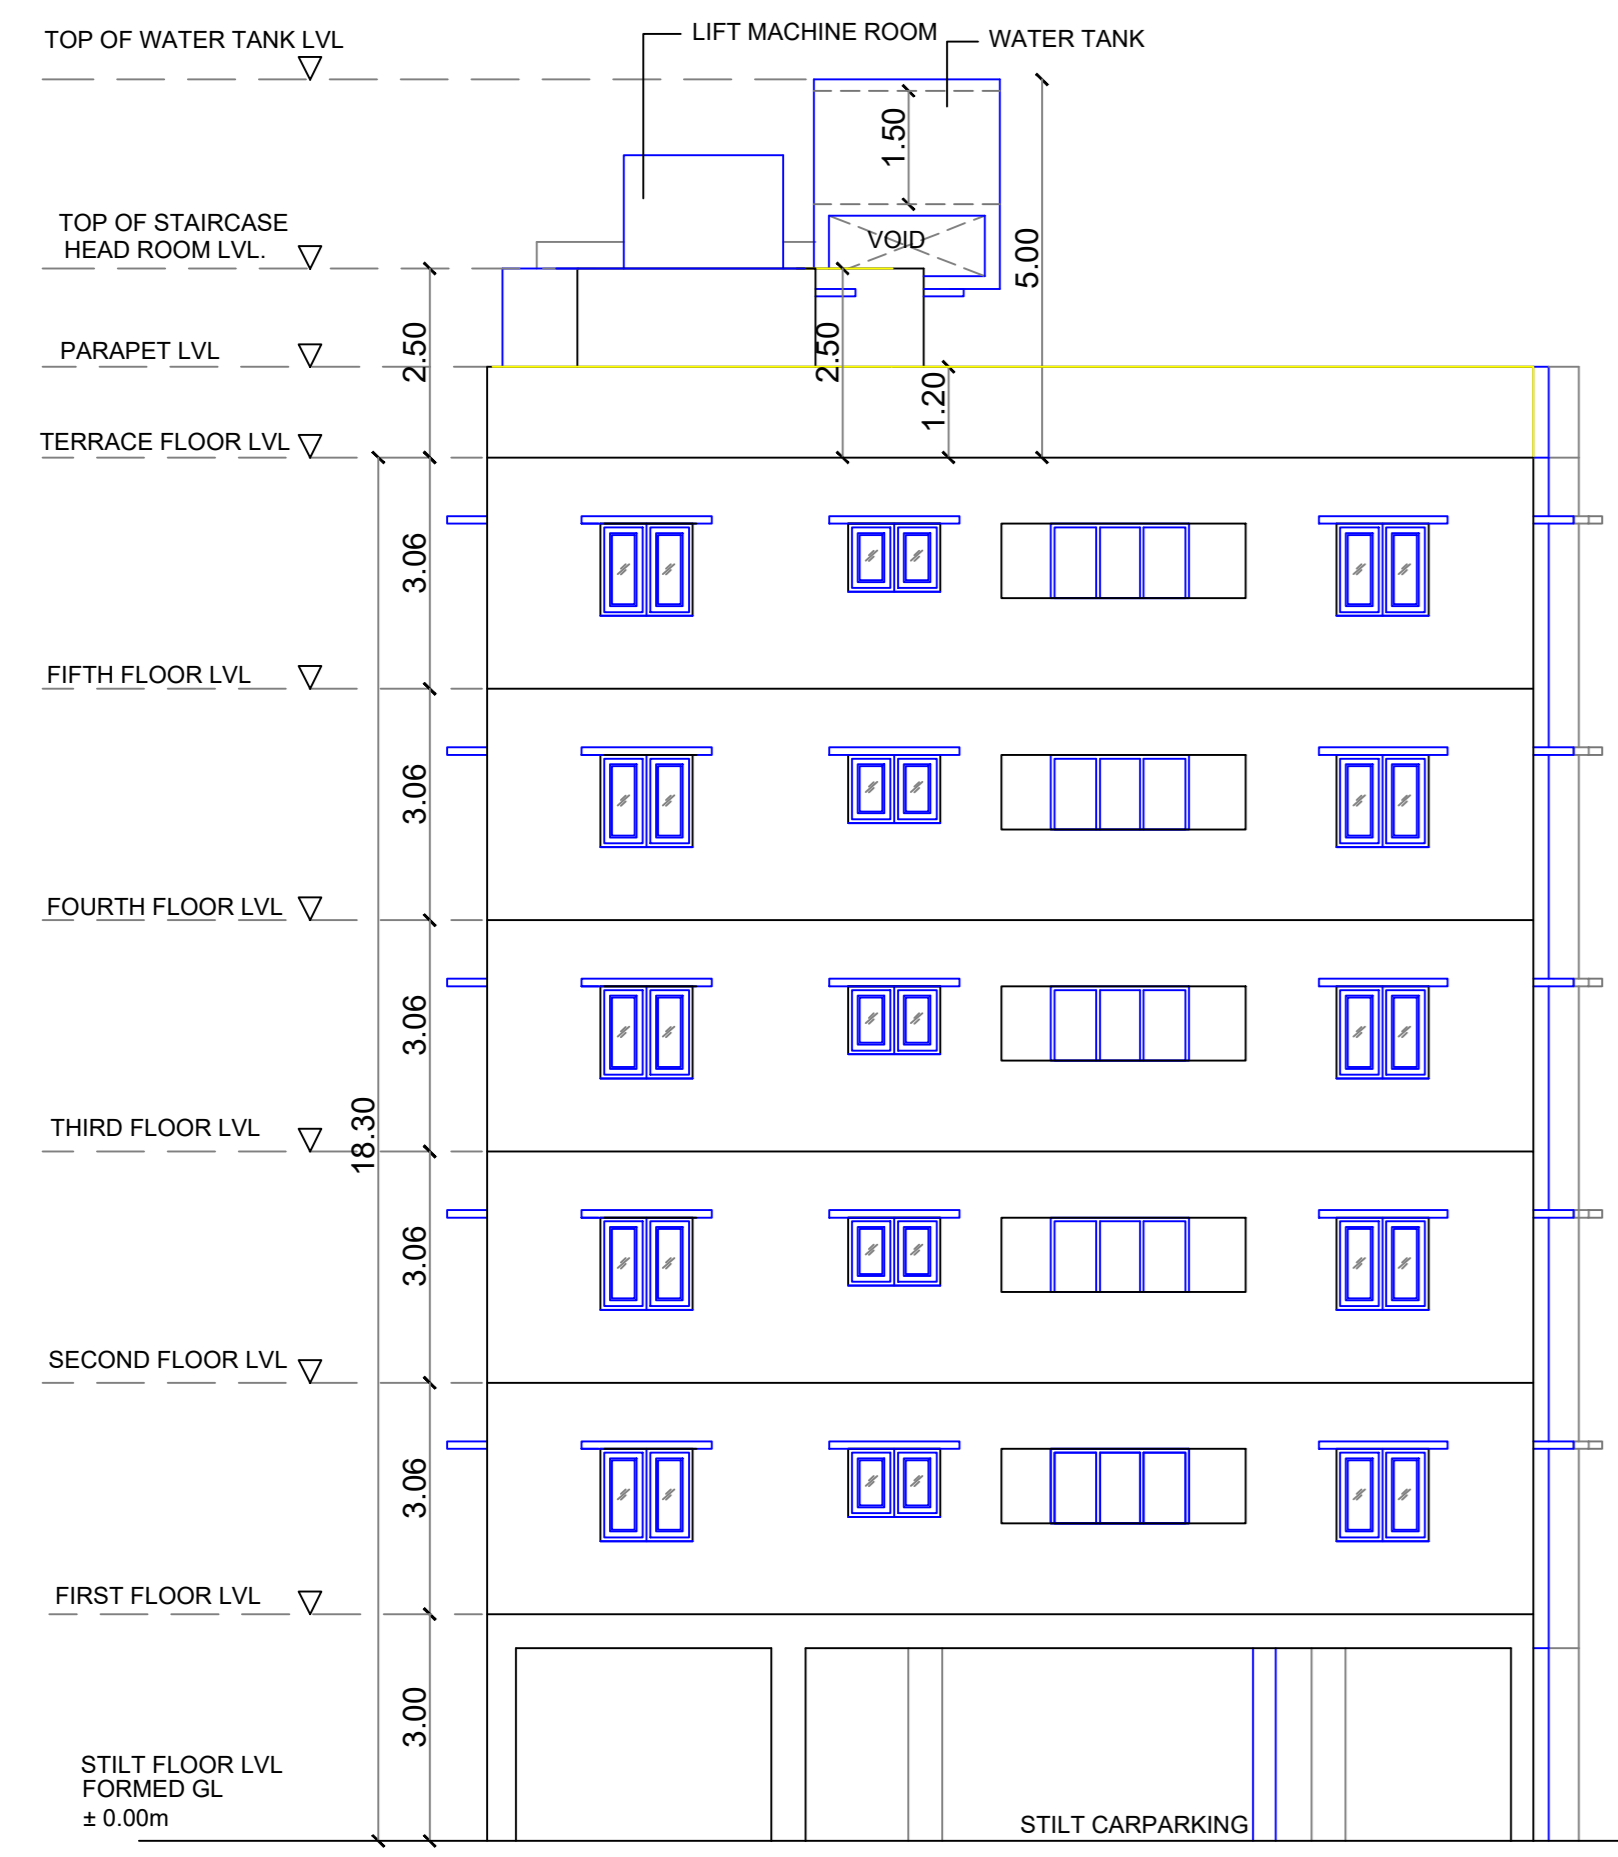 LIFT MACHINE ROOM
WATER TANK
TOP OF WATER TANK LVL
1.50
TOP OF STAIRCASE
HEAD ROOM LVL.
VOID
5.00
PARAPET LVL
2.50
2.50
1.20
TERRACE FLOOR LVL
3.06
FIFTH FLOOR LVL
3.06
FOURTH FLOOR LVL
3.06
THIRD FLOOR LVL
18.30
3.06
SECOND FLOOR LVL
3.06
FIRST FLOOR LVL
3.00
STILT FLOOR LVL
FORMED GL
± 0.00m
STILT CARPARKING